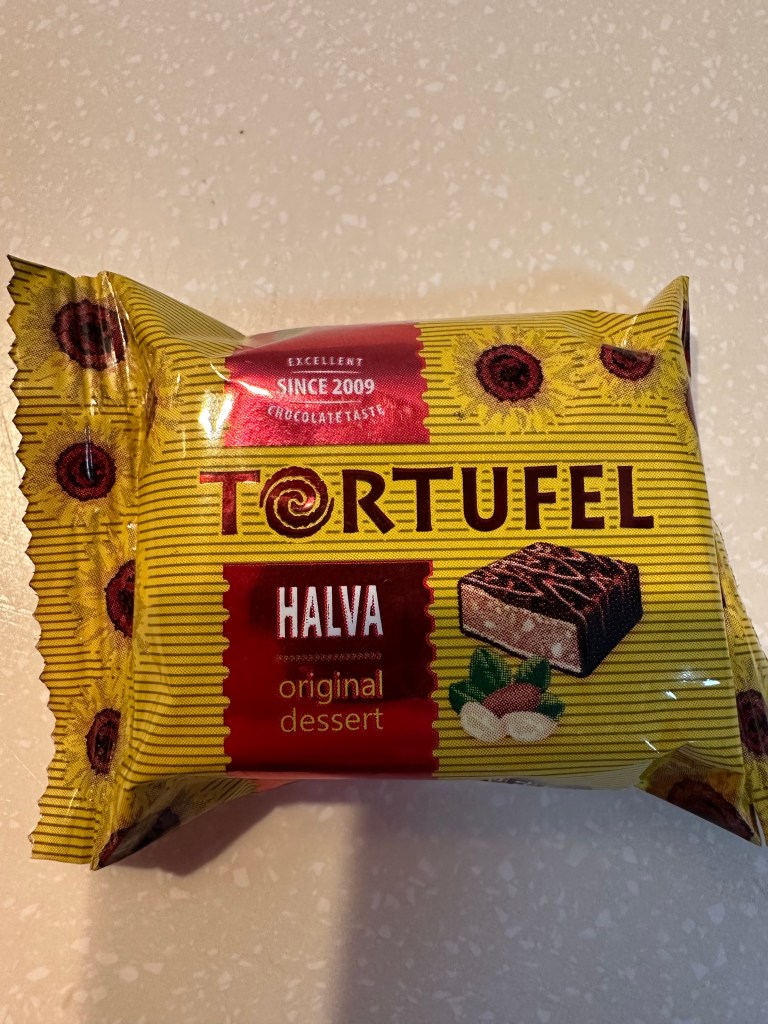 EXCELLENT
SINCE 2009
CHOCOLATE TASTE
TORTUFEL
HALVA
original
dessert